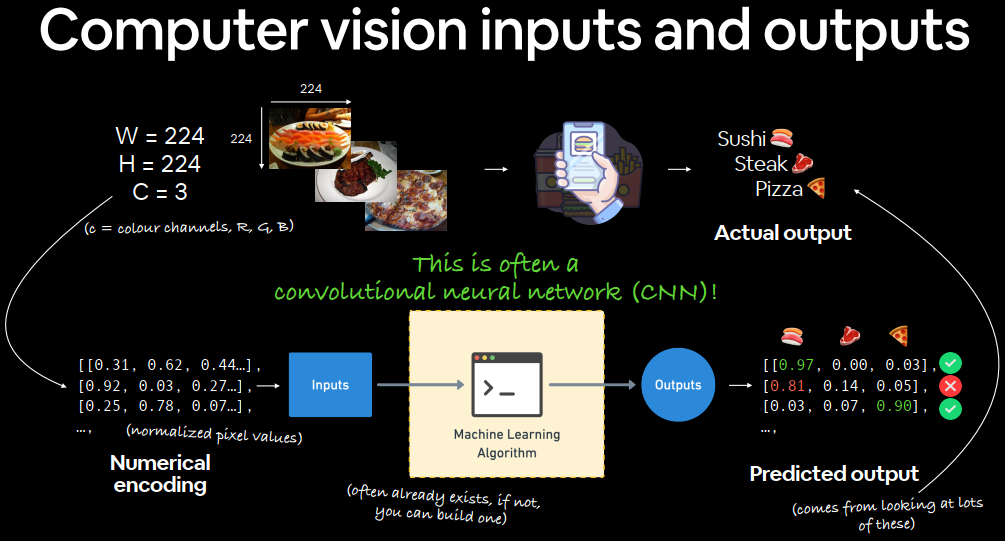 Computer vision inputs and outputs
224
224
W = 224
H = 224
C = 3
(c = colour channels, R, G, B)
Sushi 🍣
Steak 🥩
Pizza 🍕
Actual output
This is often a
convolutional neural network (CNN)!
[[0.31, 0.62, 0.44…],
[0.92, 0.03, 0.27…],
[0.25, 0.78, 0.07…],
…,
(normalized pixel values)
Numerical
encoding
Inputs
Machine Learning
Algorithm
(often already exists, if not,
you can build one)
Outputs
🍣 🥩 🍕
[[0.97, 0.00, 0.03],
[0.81, 0.14, 0.05],
[0.03, 0.07, 0.90],
…,
Predicted output
(comes from looking at lots
of these)